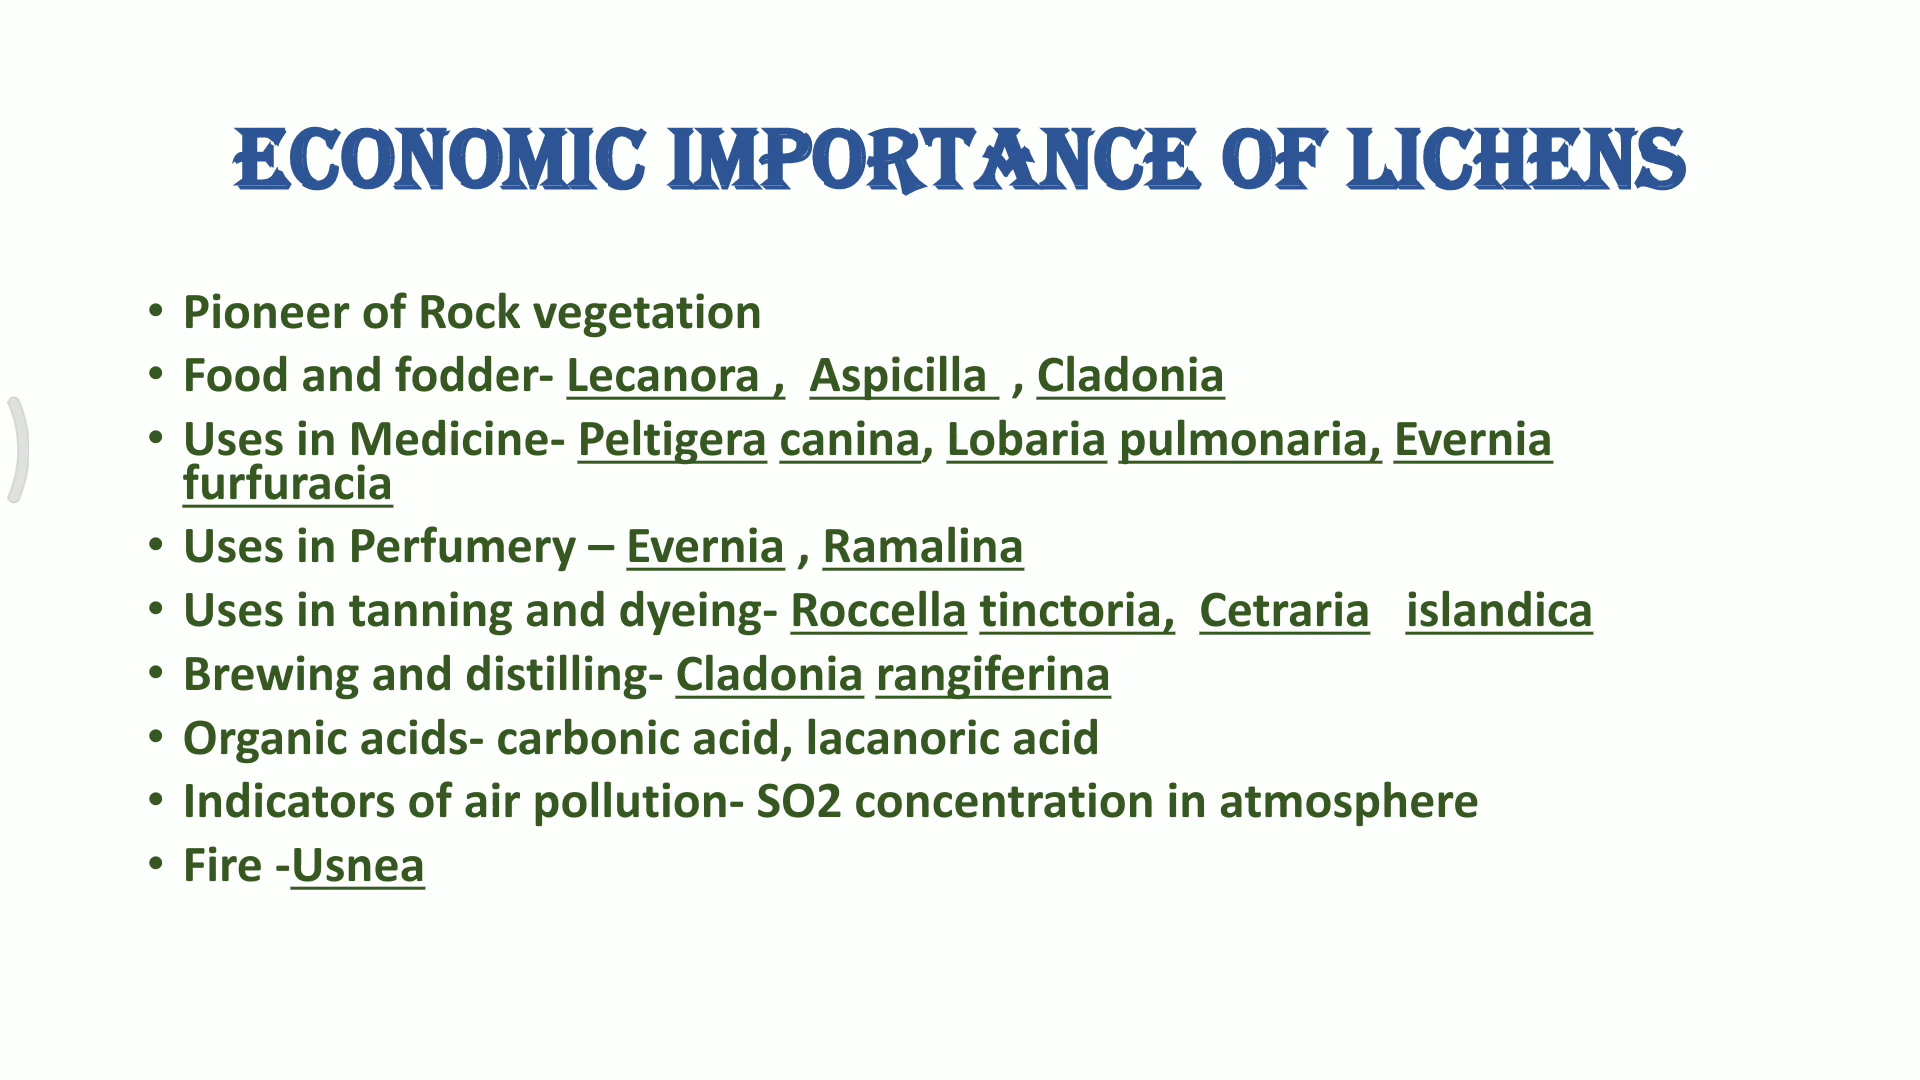 ECONOMIC IMPORTANCE OF LICHENS
• Pioneer of Rock vegetation
• Food and fodder- Lecanora , Aspicilla , Cladonia
• Uses in Medicine- Peltigera canina, Lobaria pulmonaria, Evernia
furfuracia
• Uses in Perfumery – Evernia , Ramalina
• Uses in tanning and dyeing- Roccella tinctoria, Cetraria islandica
• Brewing and distilling- Cladonia rangiferina
• Organic acids- carbonic acid, lacanoric acid
• Indicators of air pollution- SO2 concentration in atmosphere
• Fire -Usnea